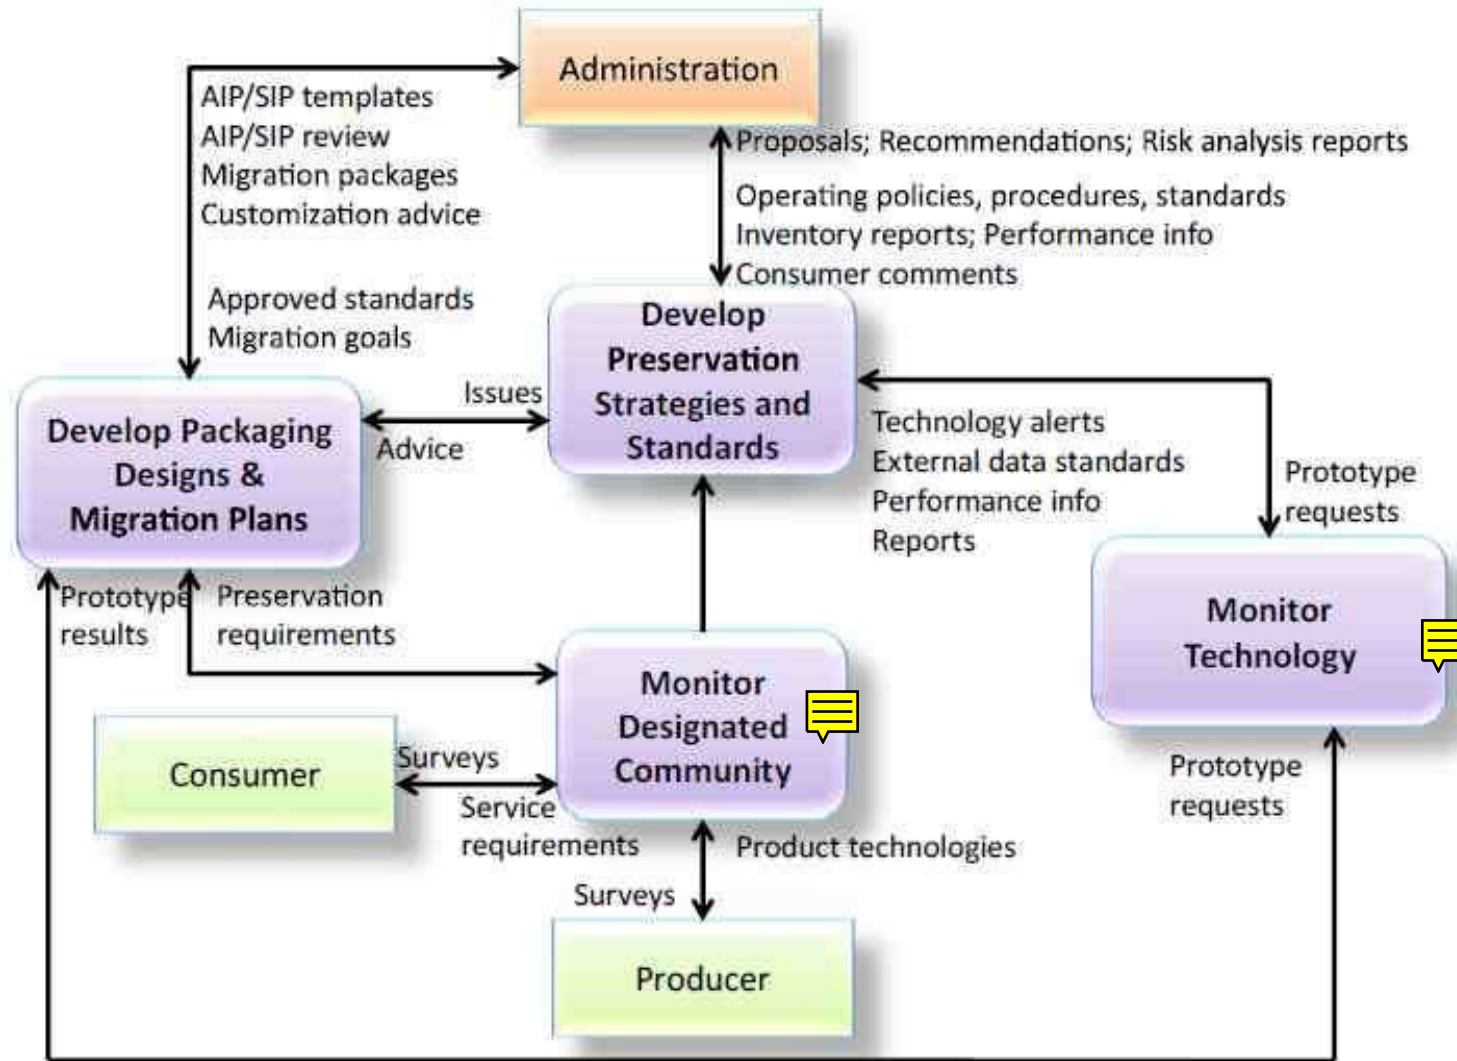 Administration
AIP/SIP templates
AIP/SIP review
Migration packages
Customization advice
Proposals; Recommendations; Risk analysis reports
Operating policies, procedures, standards
Inventory reports; Performance info
Consumer comments
Approved standards
Migration goals
Develop
Preservation
Strategies and
Standards
Issues
Advice
Develop Packaging
Designs &
Migration Plans
Technology alerts
External data standards
Performance info
Reports
Prototype
requests
Prototype
results
Preservation
requirements
Monitor
Technology
Monitor
Designated
Community
Consumer
Surveys
Service
requirements
Prototype
requests
Product technologies
Surveys
Producer